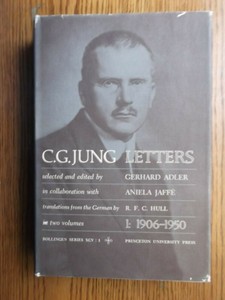 C.G. JUNG LETTERS
selected and edited by GERHARD ADLER
in collaboration with ANIELA JAFFÉ
translations from the German by R. F. C. HULL
in two volumes 1: 1906-1950
BOLLINGEN SERIES XCV : 1 PRINCETON UNIVERSITY PRESS